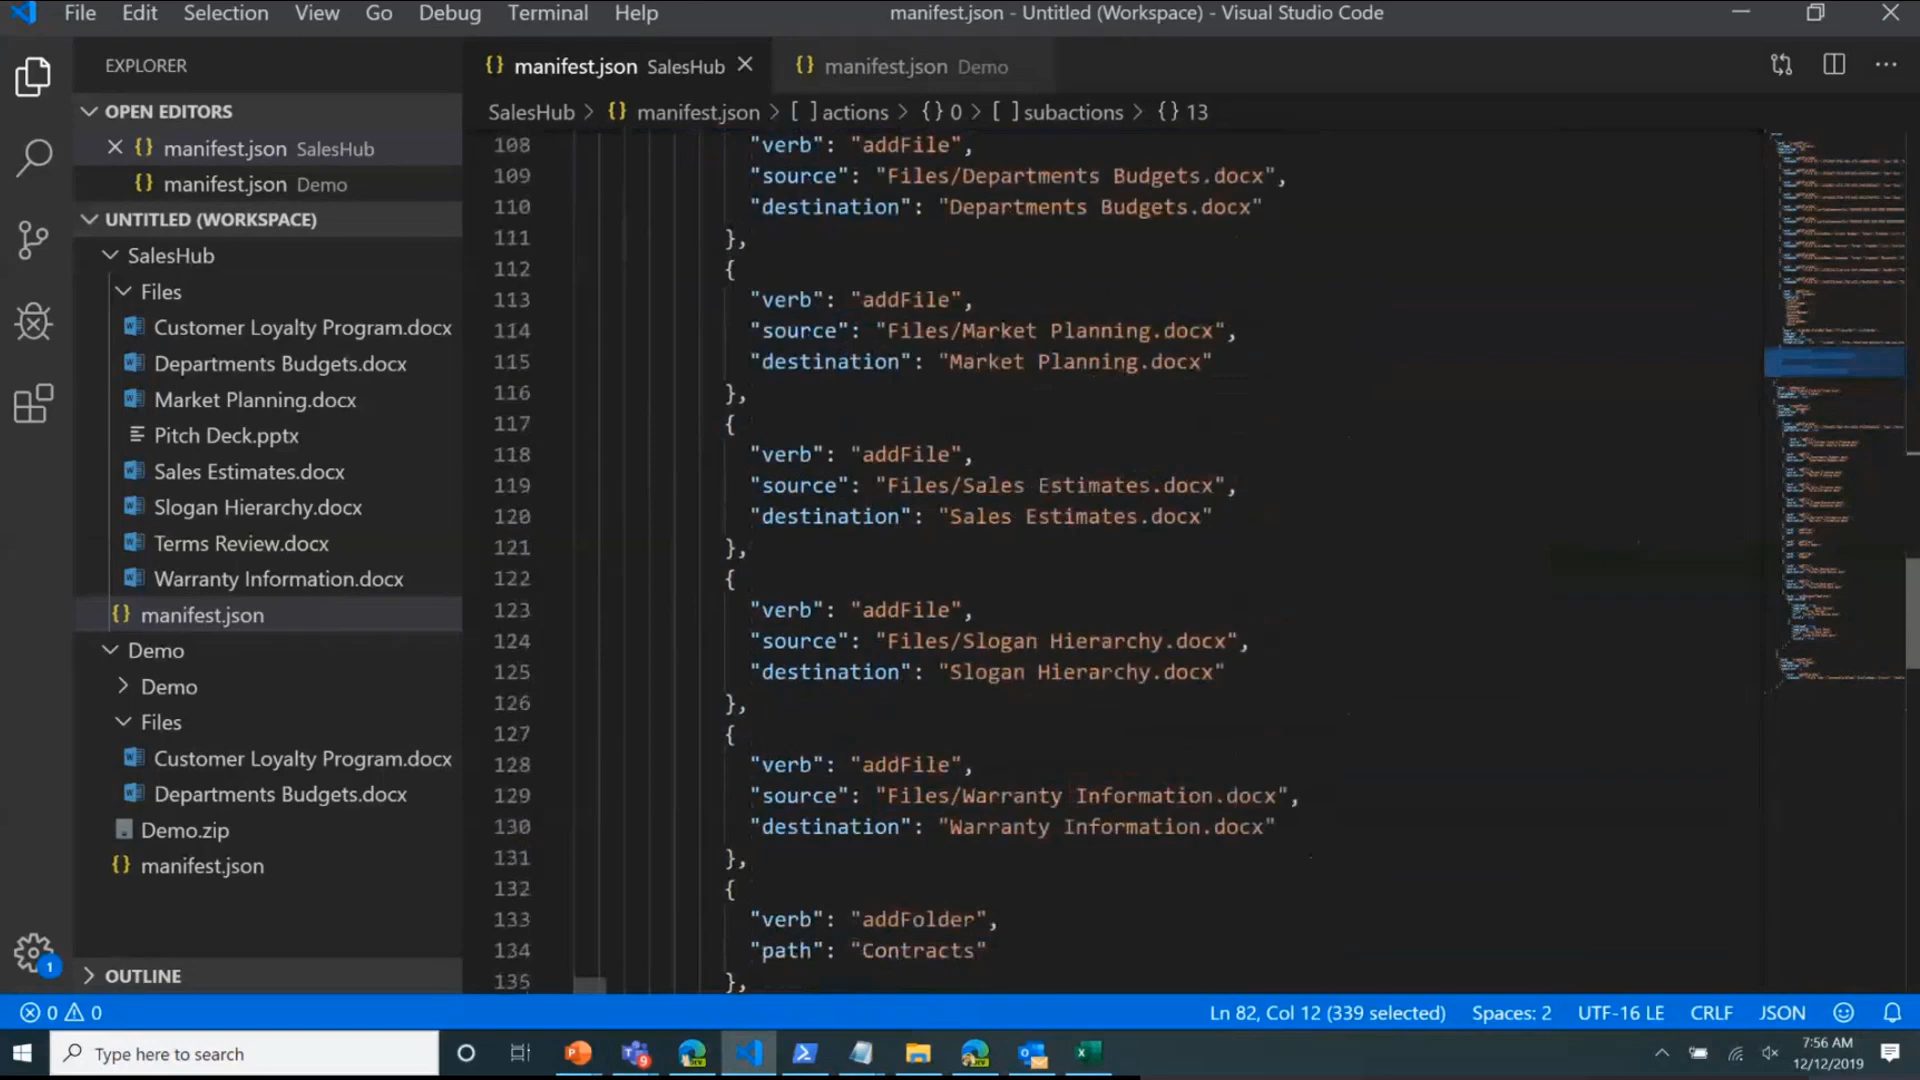 File Edit Selection View Go Debug Terminal Help manifest.json - Untitled (Workspace) - Visual Studio Code
EXPLORER
OPEN EDITORS
manifest.json SalesHub
manifest.json Demo
UNTITLED (WORKSPACE)
SalesHub
Files
Customer Loyalty Program.docx
Departments Budgets.docx
Market Planning.docx
Pitch Deck.pptx
Sales Estimates.docx
Slogan Hierarchy.docx
Terms Review.docx
Warranty Information.docx
manifest.json
Demo
Demo
Files
Customer Loyalty Program.docx
Departments Budgets.docx
Demo.zip
manifest.json
OUTLINE
1
{} manifest.json SalesHub {} manifest.json Demo
SalesHub > {} manifest.json > [ ] actions > {} 0 > [ ] subactions > {} 13
108 "verb": "addFile",
109 "source": "Files/Departments Budgets.docx",
110 "destination": "Departments Budgets.docx"
111 },
112 {
113 "verb": "addFile",
114 "source": "Files/Market Planning.docx",
115 "destination": "Market Planning.docx"
116 },
117 {
118 "verb": "addFile",
119 "source": "Files/Sales Estimates.docx",
120 "destination": "Sales Estimates.docx"
121 },
122 {
123 "verb": "addFile",
124 "source": "Files/Slogan Hierarchy.docx",
125 "destination": "Slogan Hierarchy.docx"
126 },
127 {
128 "verb": "addFile",
129 "source": "Files/Warranty Information.docx",
130 "destination": "Warranty Information.docx"
131 },
132 {
133 "verb": "addFolder",
134 "path": "Contracts"
135 },
0 0 Ln 82, Col 12 (339 selected) Spaces: 2 UTF-16 LE CRLF JSON
Type here to search
7:56 AM
12/12/2019